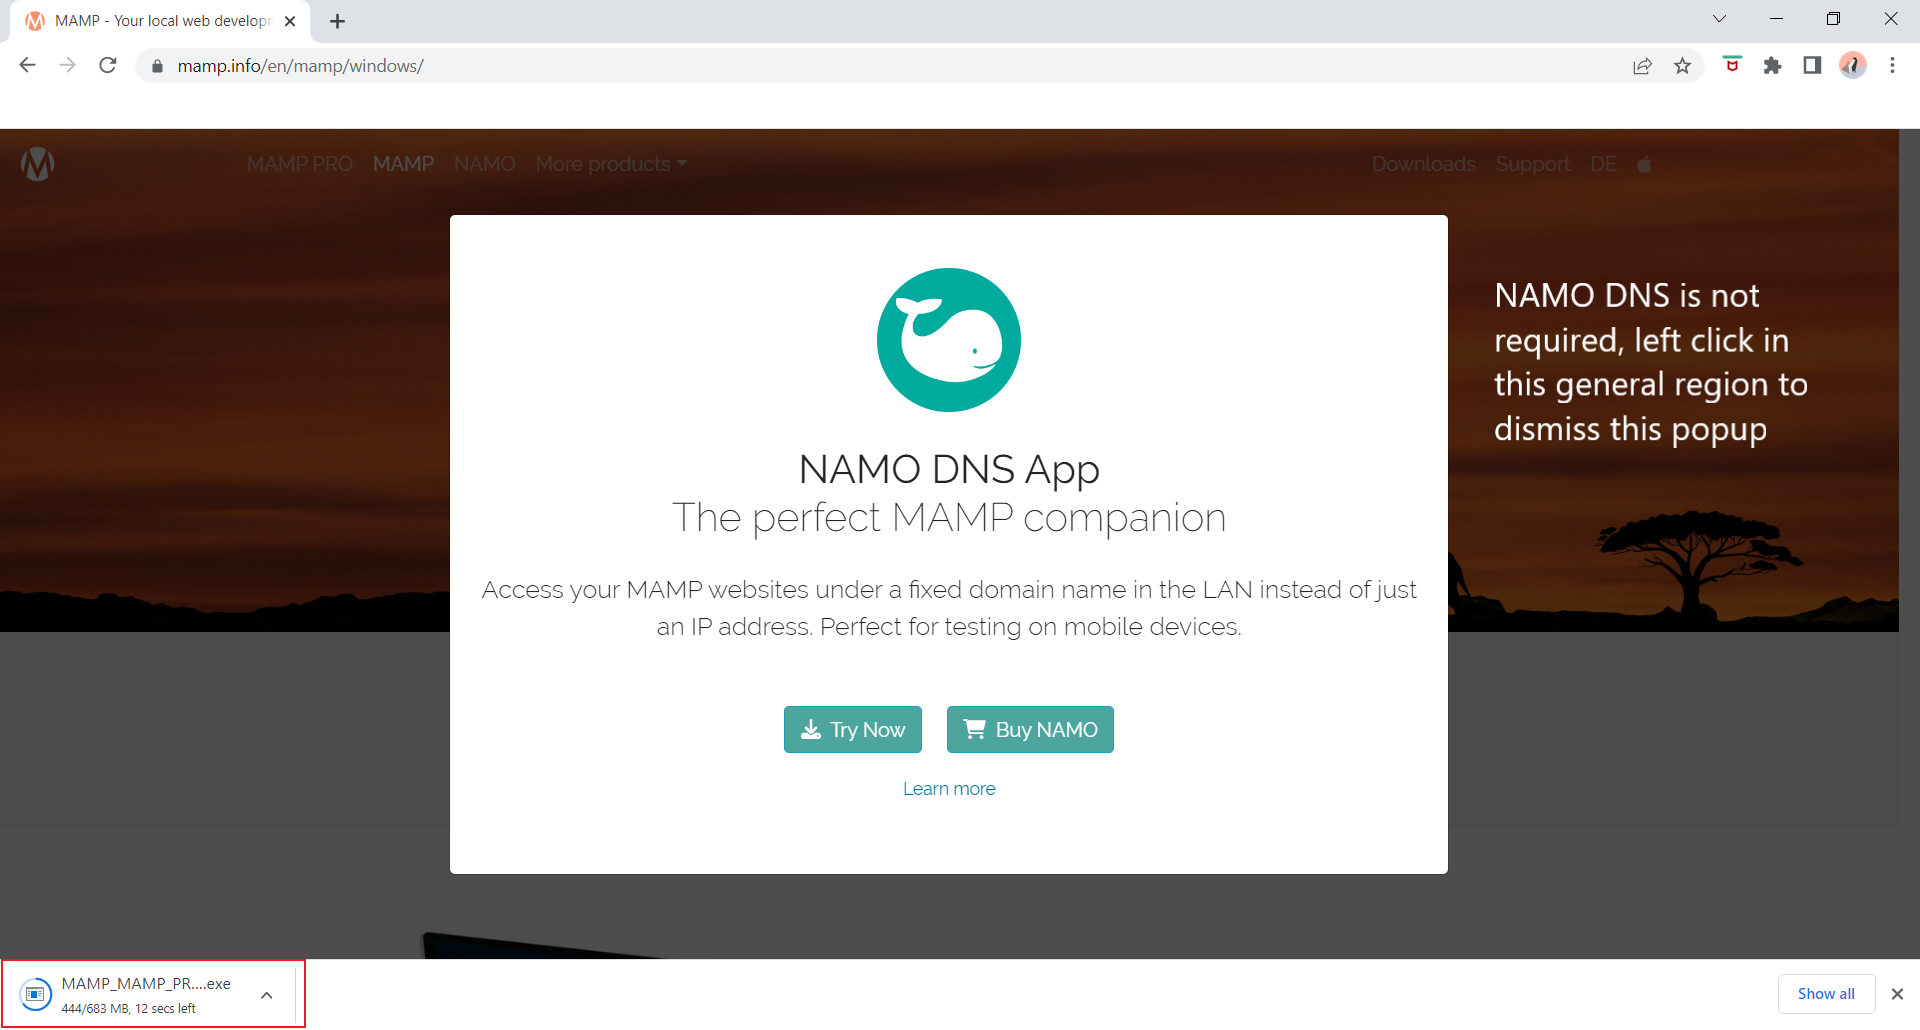 MAMP - Your local web developm
mamp.info/en/mamp/windows/
MAMP PRO MAMP NAMO More products Downloads Support DE
NAMO DNS is not
required, left click in
this general region to
dismiss this popup
NAMO DNS App
The perfect MAMP companion
Access your MAMP websites under a fixed domain name in the LAN instead of just
an IP address. Perfect for testing on mobile devices.
Try Now Buy NAMO
Learn more
MAMP_MAMP_PR....exe
444/683 MB, 12 secs left
Show all